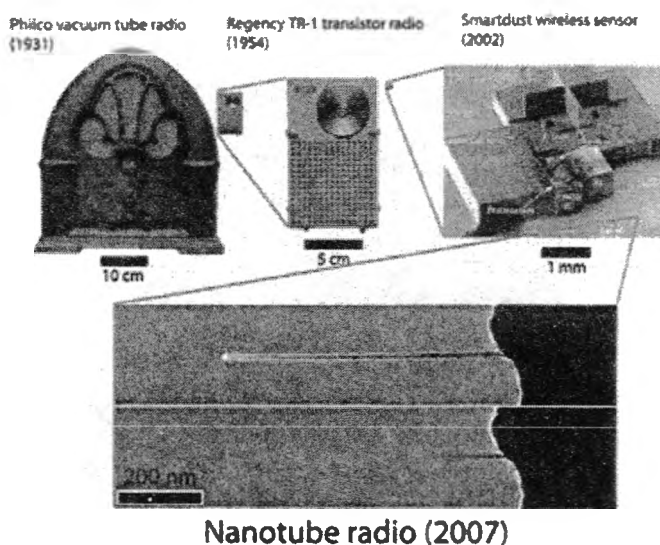 Philco vacuum tube radio
(1931)
Regency TR-1 transistor radio
(1954)
Smartdust wireless sensor
(2002)
10 cm
5 cm
1 mm
200 nm
Nanotube radio (2007)